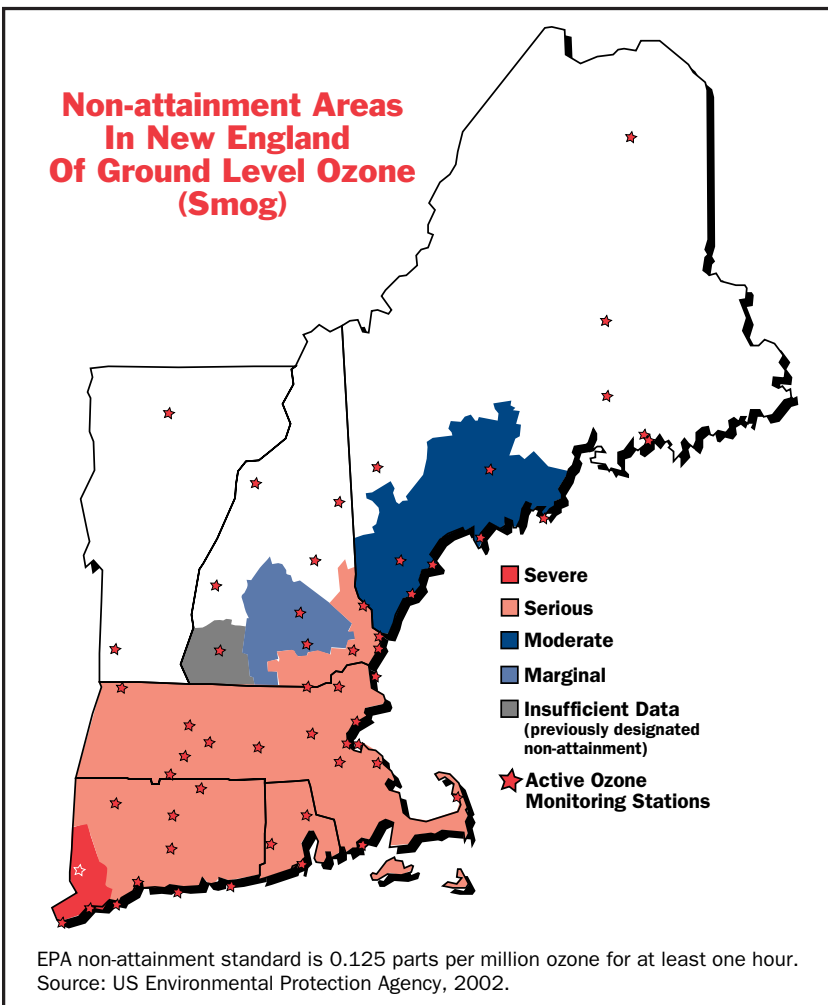 Non-attainment Areas
In New England
Of Ground Level Ozone
(Smog)
Severe
Serious
Moderate
Marginal
Insufficient Data
(previously designated
non-attainment)
Active Ozone
Monitoring Stations
EPA non-attainment standard is 0.125 parts per million ozone for at least one hour.
Source: US Environmental Protection Agency, 2002.